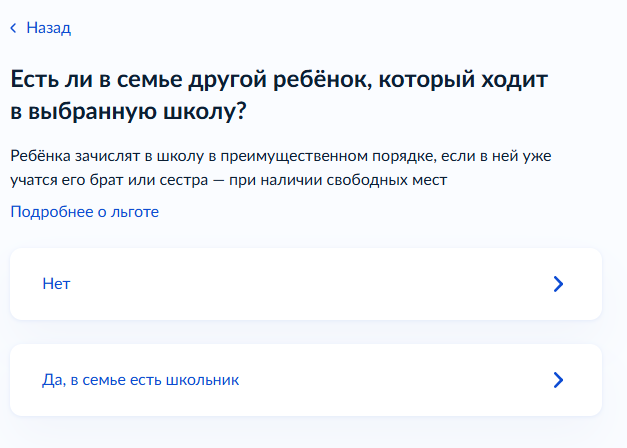 Назад
Есть ли в семье другой ребёнок, который ходит
в выбранную школу?
Ребёнка зачислят в школу в преимущественном порядке, если в ней уже
учатся его брат или сестра — при наличии свободных мест
Подробнее о льготе
Нет
Да, в семье есть школьник